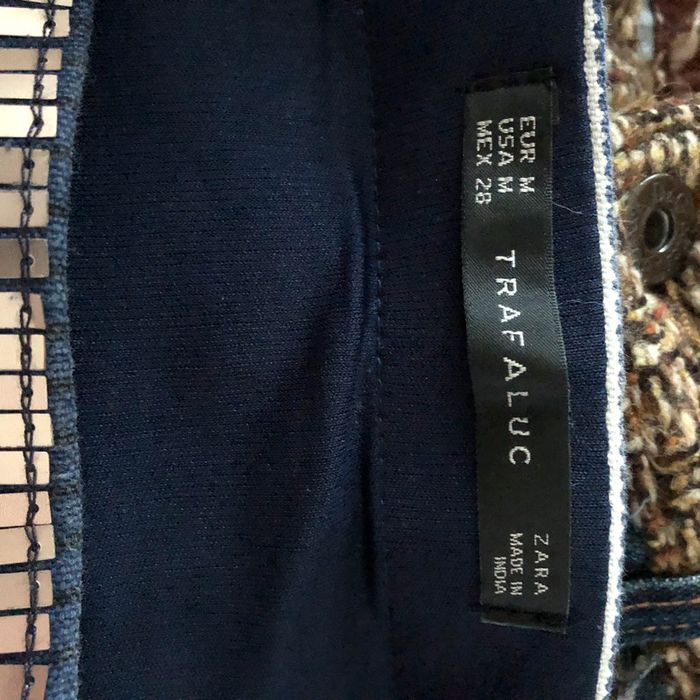 EUR M
USA M
MEX 28
TRAFALUC
ZARA
MADE IN
INDIA